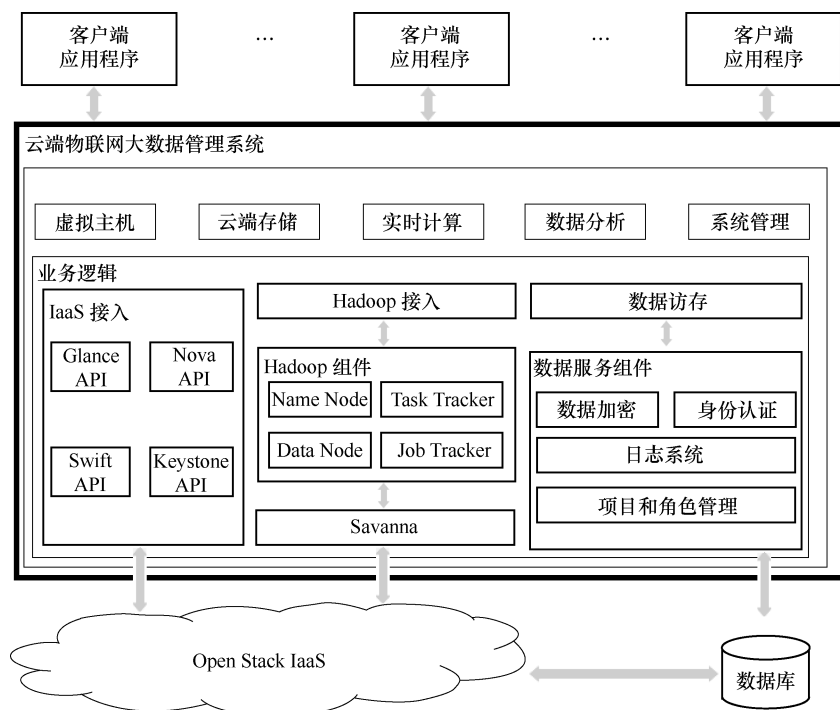 客户端
应用程序
…
客户端
应用程序
…
客户端
应用程序
云端物联网大数据管理系统
虚拟主机
云端存储
实时计算
数据分析
系统管理
业务逻辑
IaaS 接入
Glance
API
Nova
API
Swift
API
Keystone
API
Hadoop 接入
Hadoop 组件
Name Node
Task Tracker
Data Node
Job Tracker
Savanna
数据访存
数据服务组件
数据加密
身份认证
日志系统
项目和角色管理
Open Stack IaaS
数据库